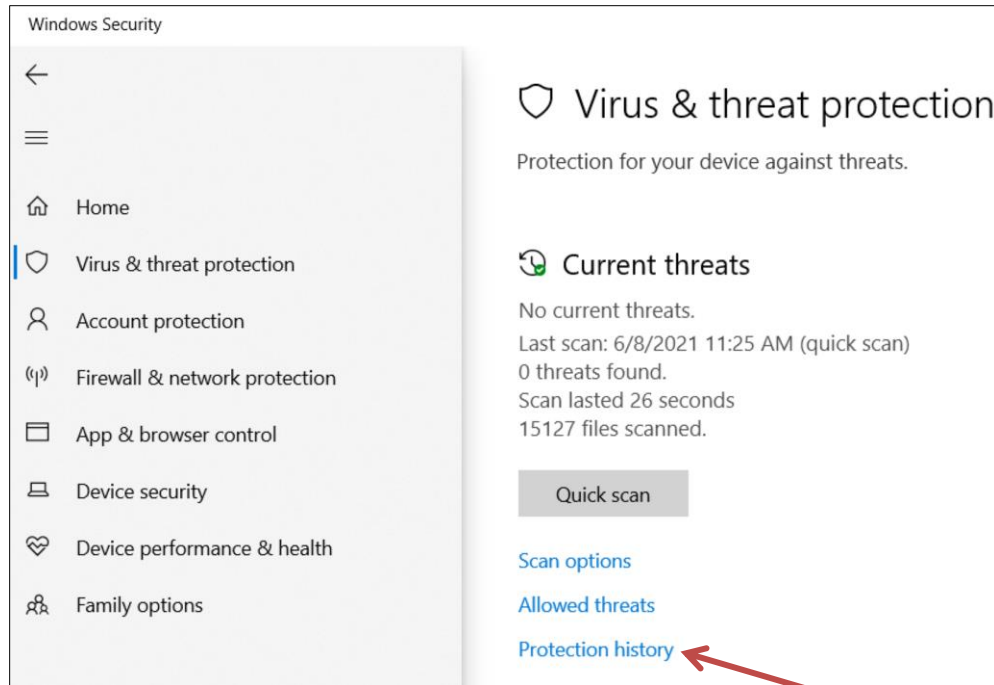 Windows Security
Home
Virus & threat protection
Account protection
Firewall & network protection
App & browser control
Device security
Device performance & health
Family options
Virus & threat protection
Protection for your device against threats.
Current threats
No current threats.
Last scan: 6/8/2021 11:25 AM (quick scan)
0 threats found.
Scan lasted 26 seconds
15127 files scanned.
Quick scan
Scan options
Allowed threats
Protection history